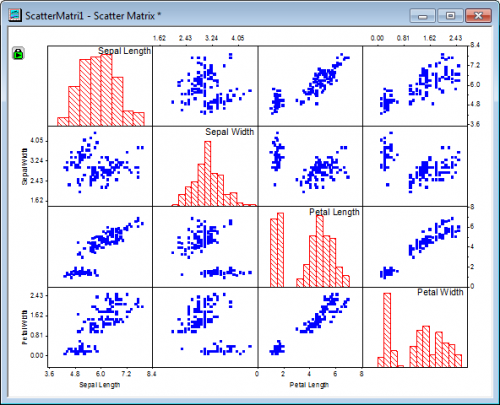 ScatterMatri1 - Scatter Matrix *
1.62 2.43 3.24 4.05 0.00 0.81 1.62 2.43
Sepal Length
8.4
7.2
6.0
4.8
3.6
Sepal Width
Sepal Width
4.05
3.24
2.43
1.62
Petal Length
8
6
4
2
0
Petal Width
Petal Width
2.43
1.62
0.81
0.00
3.6 4.8 6.0 7.2 8.4 0 2 4 6 8
Sepal Length Petal Length